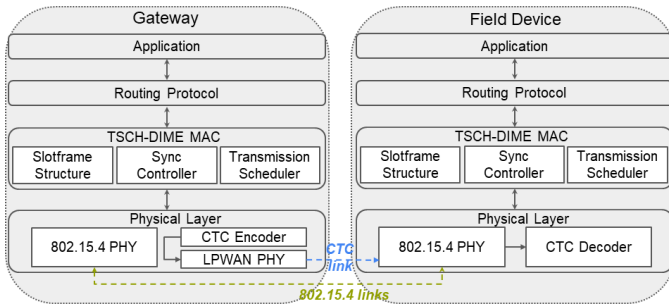 Gateway
Application
Routing Protocol
TSCH-DIME MAC
Slotframe
Structure
Sync
Controller
Transmission
Scheduler
Physical Layer
802.15.4 PHY
CTC Encoder
LPWAN PHY
CTC
link
802.15.4 links
Field Device
Application
Routing Protocol
TSCH-DIME MAC
Slotframe
Structure
Sync
Controller
Transmission
Scheduler
Physical Layer
802.15.4 PHY
CTC Decoder